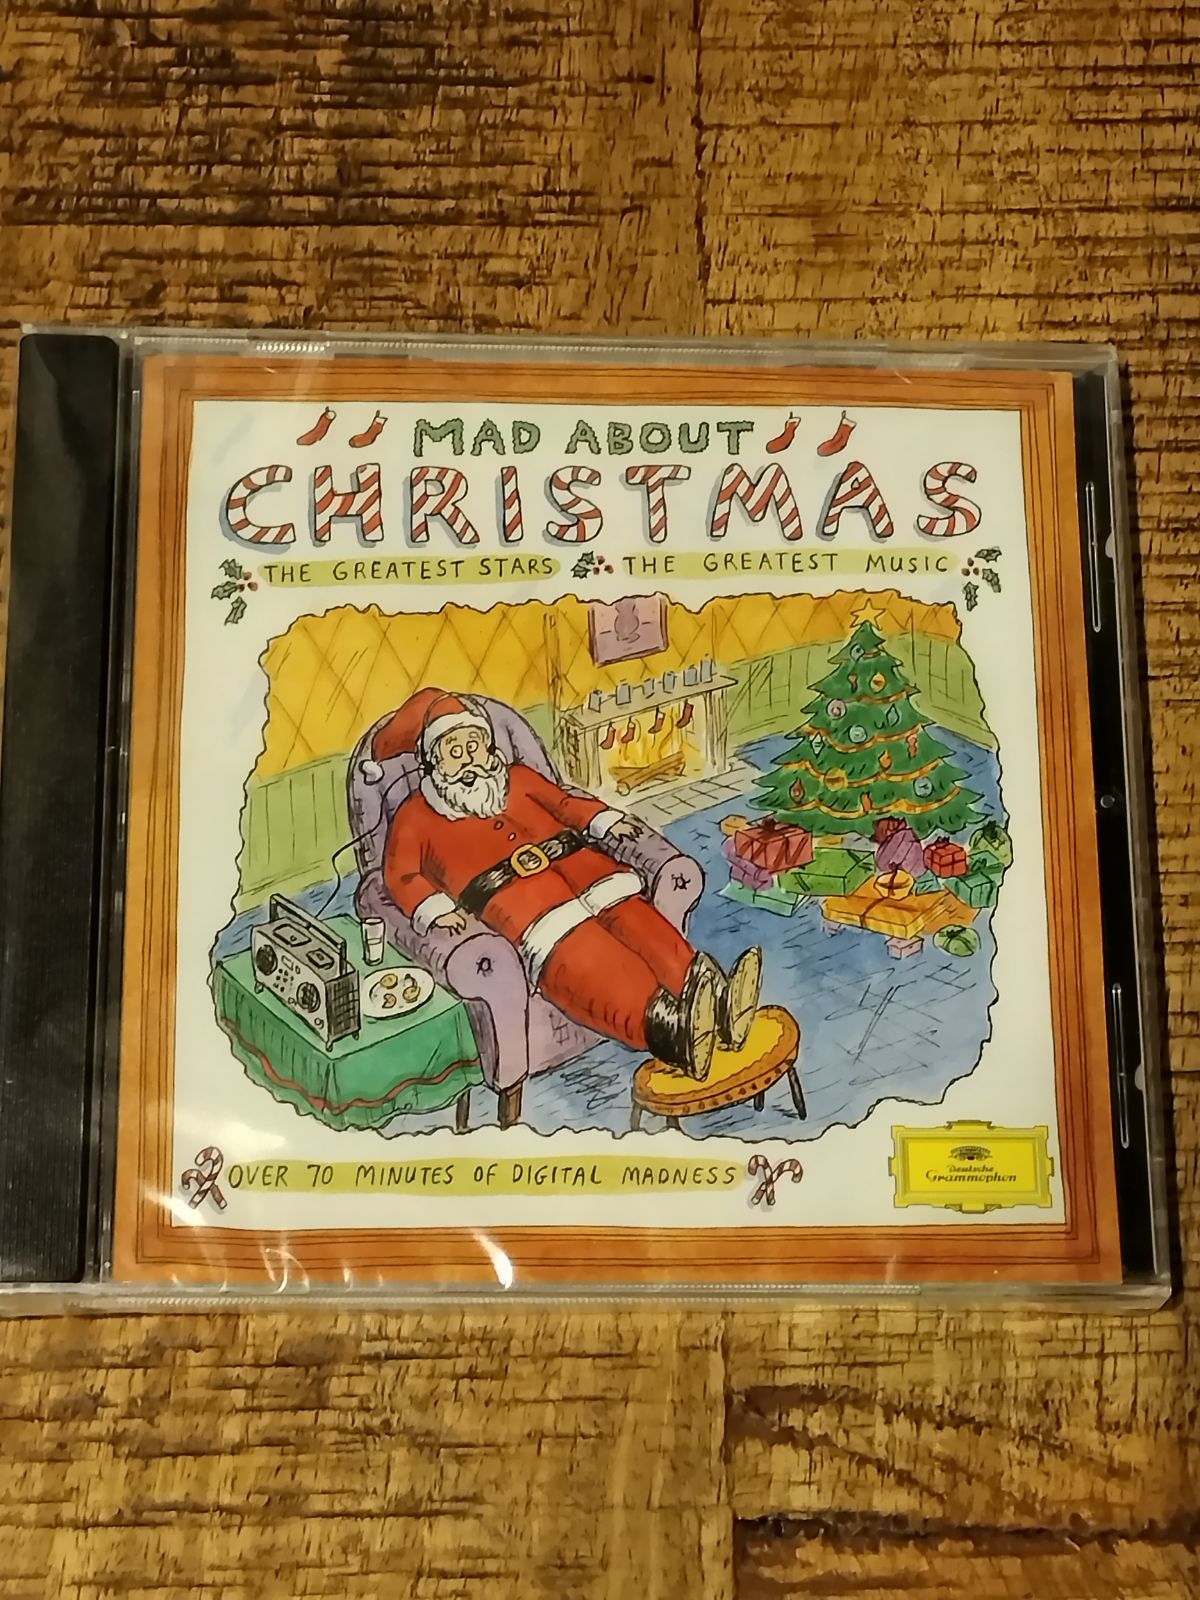 MAD ABOUT
CHRISTMAS
THE GREATEST STARS THE GREATEST MUSIC
OVER 70 MINUTES OF DIGITAL MADNESS
Deutsche
Grammophon